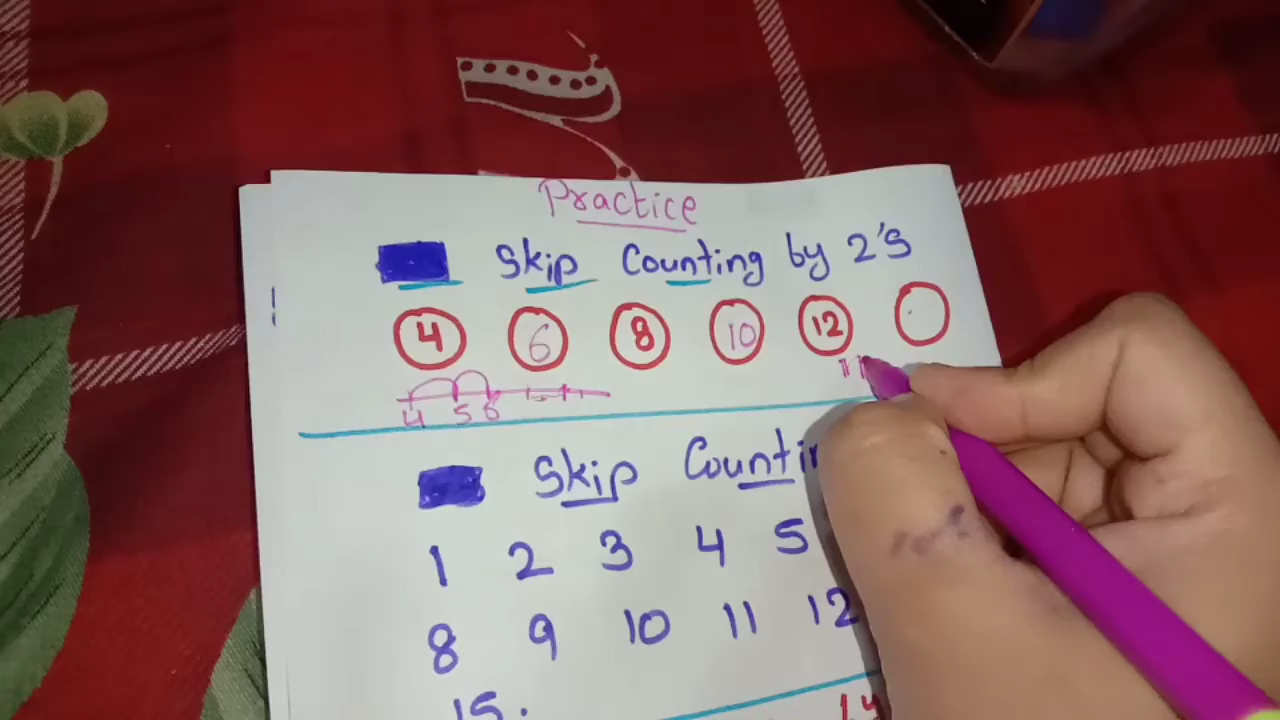 Practice
Skip Counting by 2's
4 6 8 10 12
4 5 6
Skip
1 2 3 4 5
8 9 10 11 12
15.